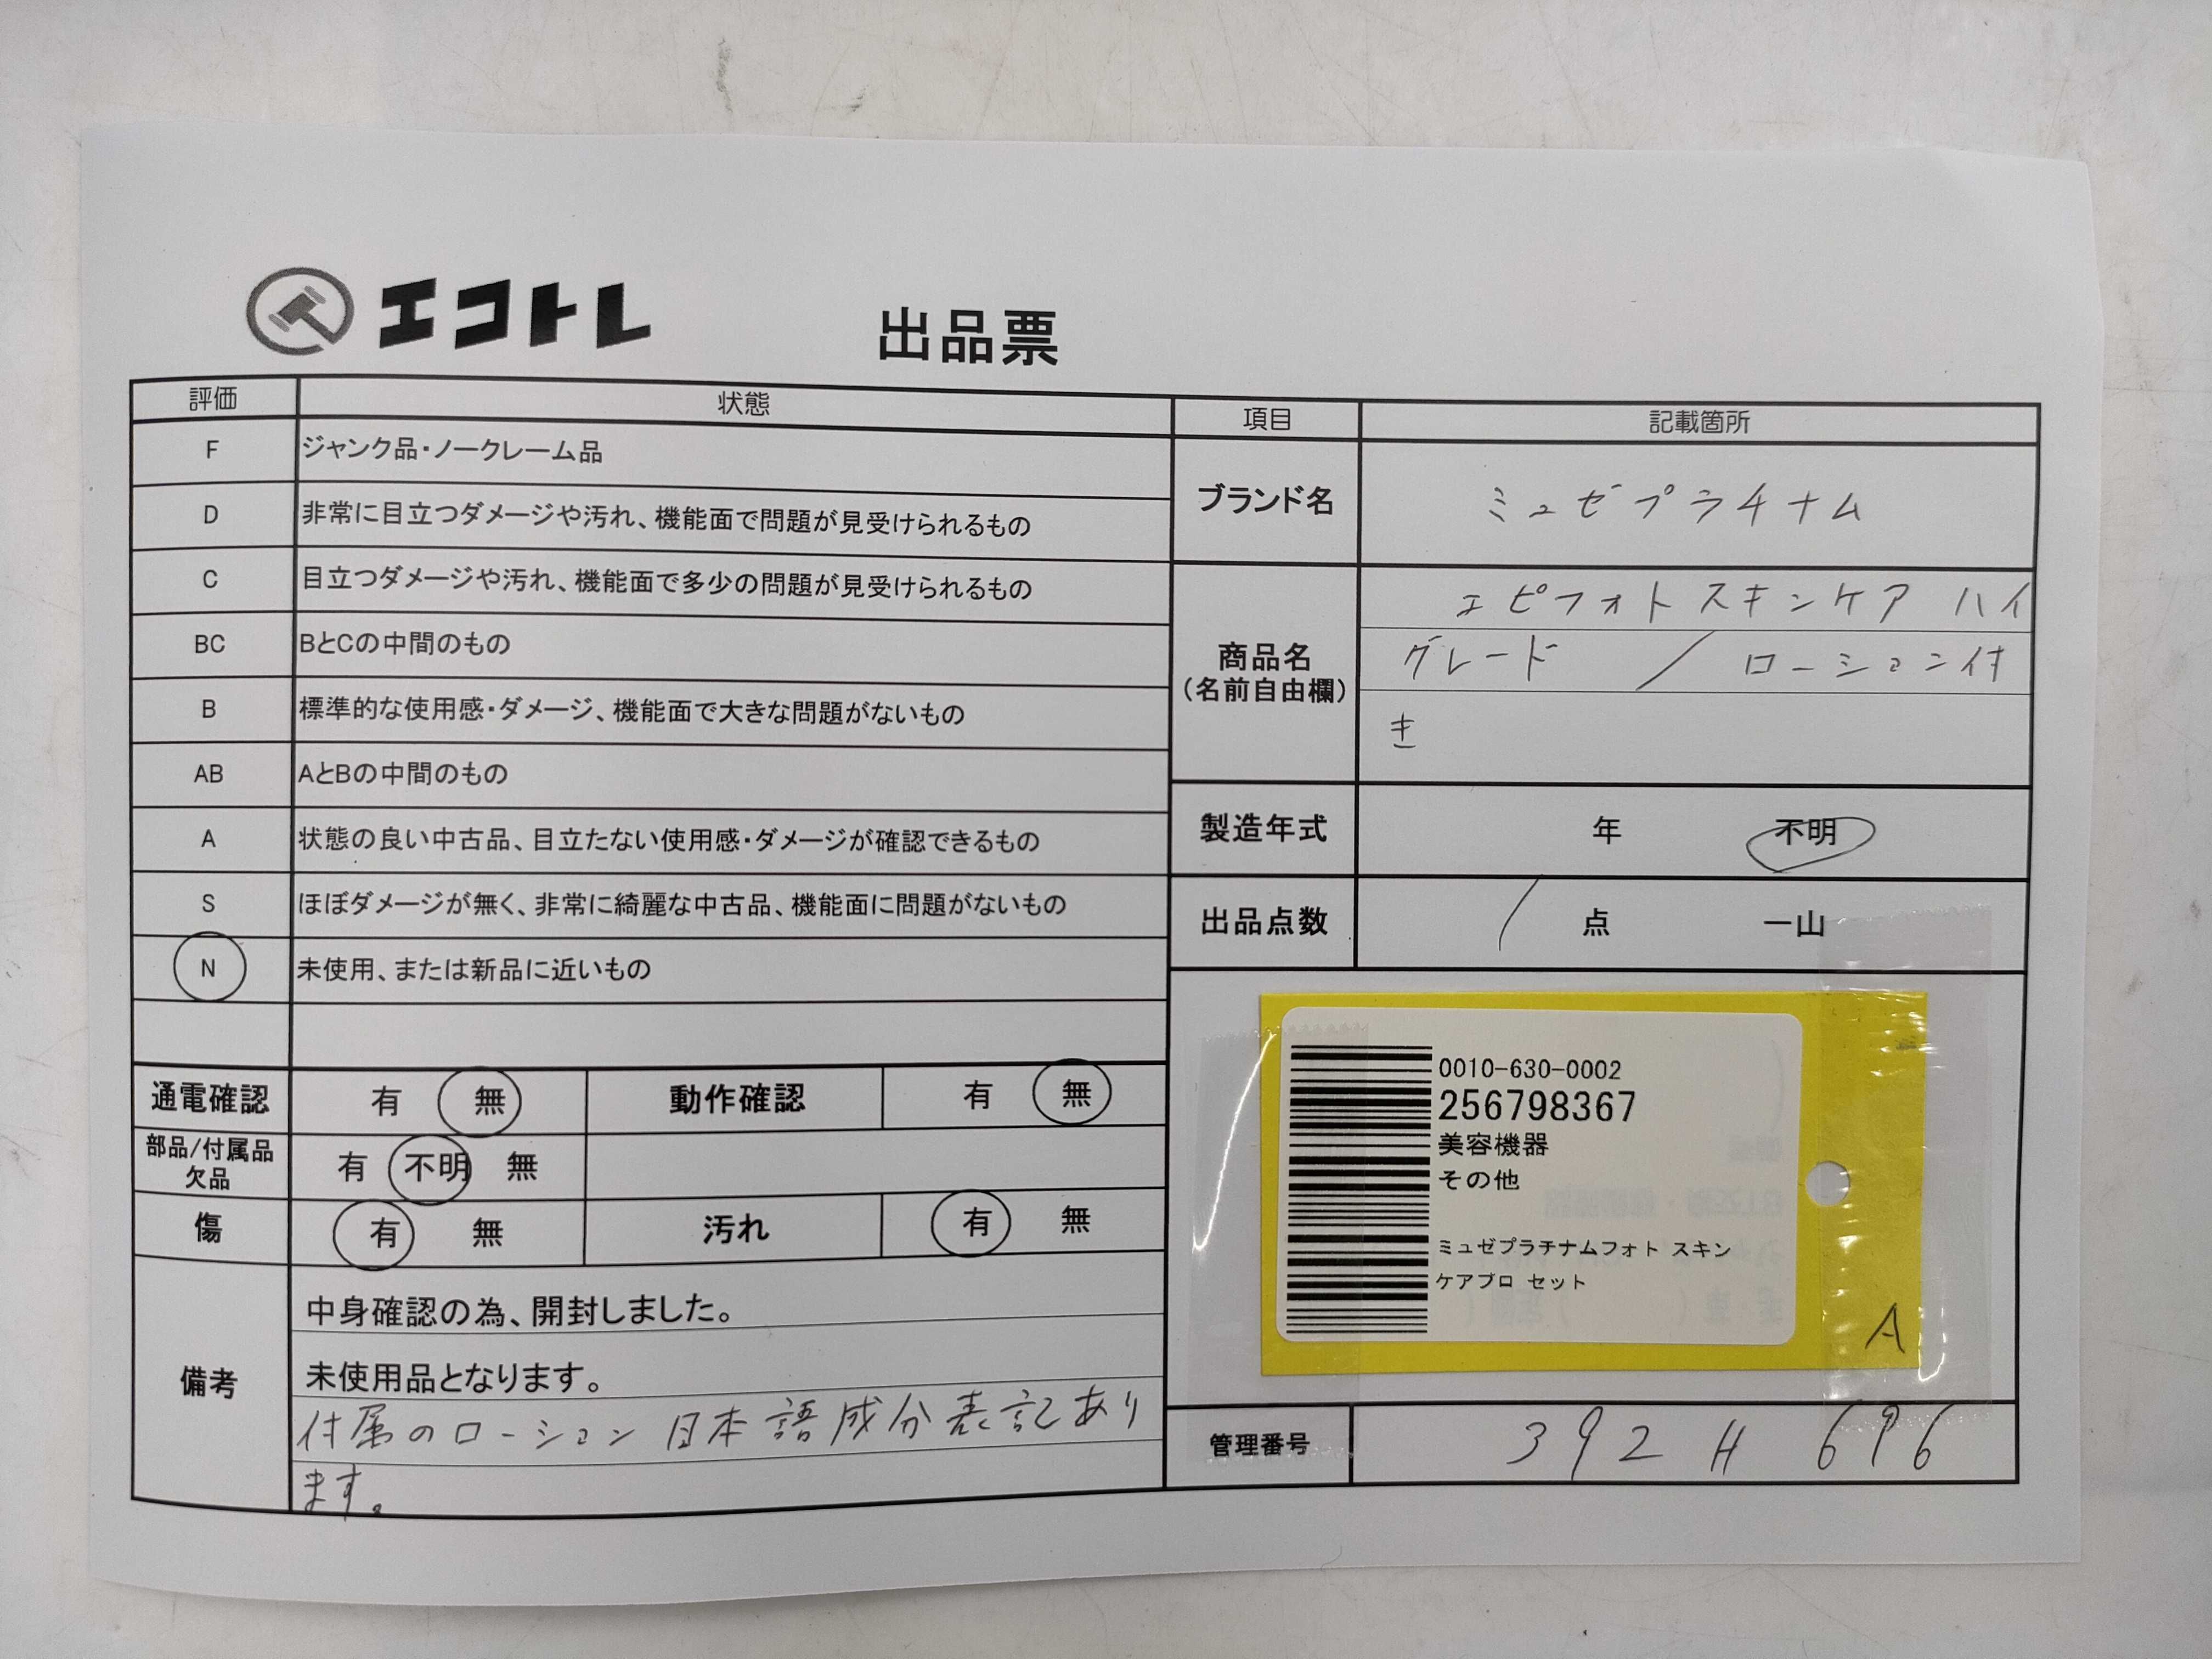 エコトレ
出品票
評価 状態
F ジャンク品・ノークレーム品
D 非常に目立つダメージや汚れ、機能面で問題が見受けられるもの
C 目立つダメージや汚れ、機能面で多少の問題が見受けられるもの
BC BとCの中間のもの
B 標準的な使用感・ダメージ、機能面で大きな問題がないもの
AB AとBの中間のもの
A 状態の良い中古品、目立たない使用感・ダメージが確認できるもの
S ほぼダメージが無く、非常に綺麗な中古品、機能面に問題がないもの
N 未使用、または新品に近いもの
通電確認 有 無 動作確認 有 無
部品/付属品
欠品
有 不明 無
傷 有 無 汚れ 有 無
備考
中身確認の為、開封しました。
未使用品となります。
付属のローション 日本語成分表記あり
ます。
項目 記載箇所
ブランド名 ミュゼプラチナム
商品名
(名前自由欄)
エピフォトスキンケア ハイ
グレード / ローション付
き
製造年式 年 不明
出品点数 1 点 一山
0010-630-0002
256798367
美容機器
その他
ミュゼプラチナムフォト スキン
ケアプロ セット
A
管理番号 392 H 696